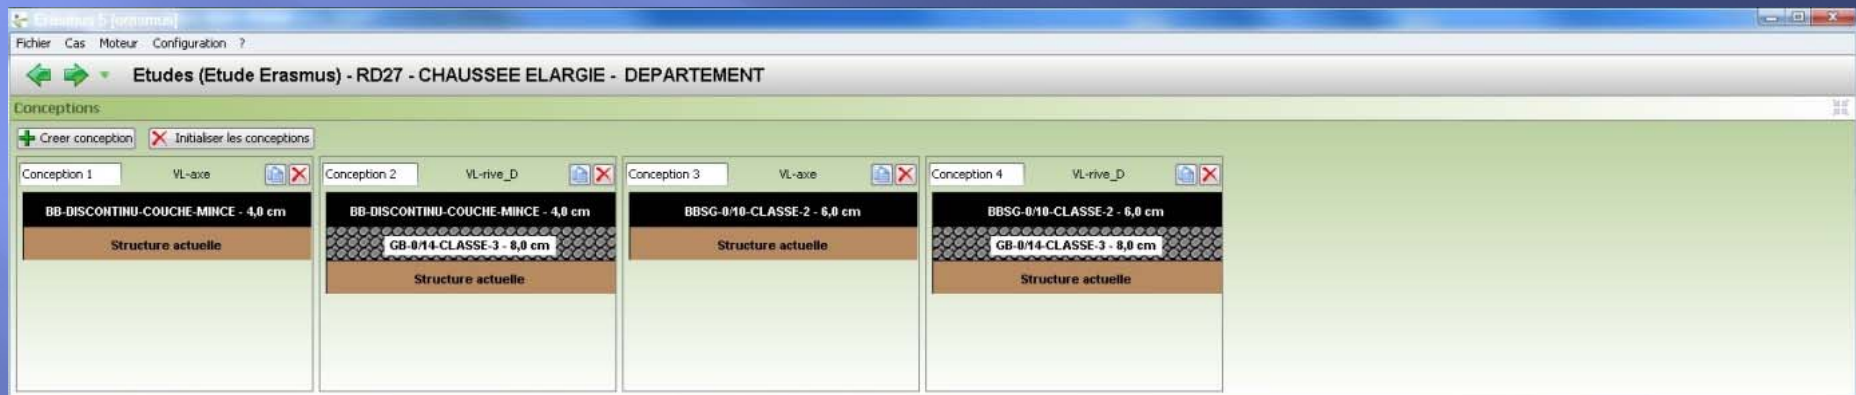 Erasmus 5 [erasmus]
Fichier Cas Moteur Configuration ?
Etudes (Etude Erasmus) - RD27 - CHAUSSEE ELARGIE - DEPARTEMENT
Conceptions
Creer conception Initialiser les conceptions
Conception 1 VL-axe
BB-DISCONTINU-COUCHE-MINCE - 4,0 cm
Structure actuelle
Conception 2 VL-rive_D
BB-DISCONTINU-COUCHE-MINCE - 4,0 cm
GB-0/14-CLASSE-3 - 8,0 cm
Structure actuelle
Conception 3 VL-axe
BBSG-0/10-CLASSE-2 - 6,0 cm
Structure actuelle
Conception 4 VL-rive_D
BBSG-0/10-CLASSE-2 - 6,0 cm
GB-0/14-CLASSE-3 - 8,0 cm
Structure actuelle